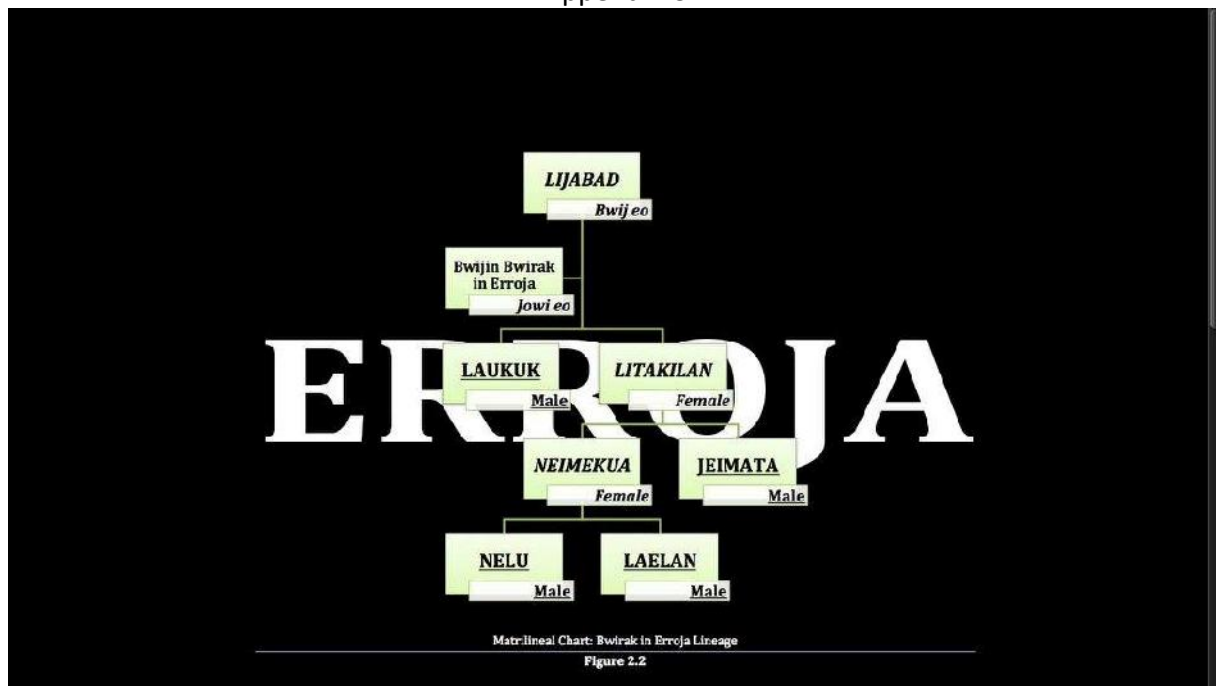 LIJABAD
Bwij eo
Bwijin Bwirak
in Erroja
Jowi eo
ERROJA
LAUKUK
Male
LITAKILAN
Female
NEIMEKUA
Female
JEIMATA
Male
NELU
Male
LAELAN
Male
Matrilineal Chart: Bwirak in Erroja Lineage
Figure 2.2